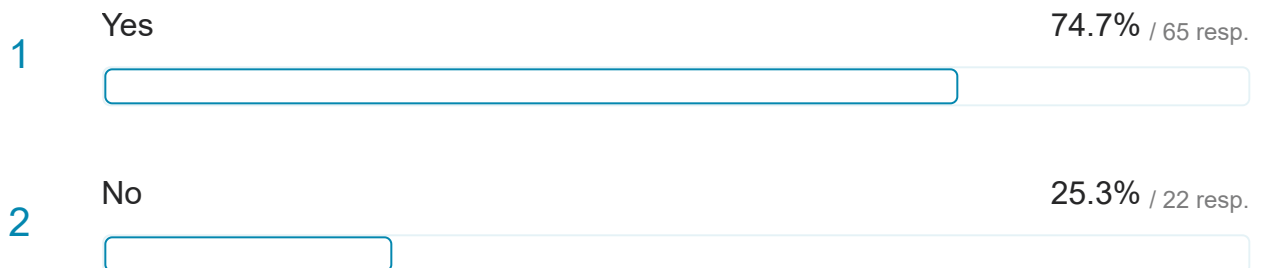 1
Yes
74.7% / 65 resp.
2
No
25.3% / 22 resp.